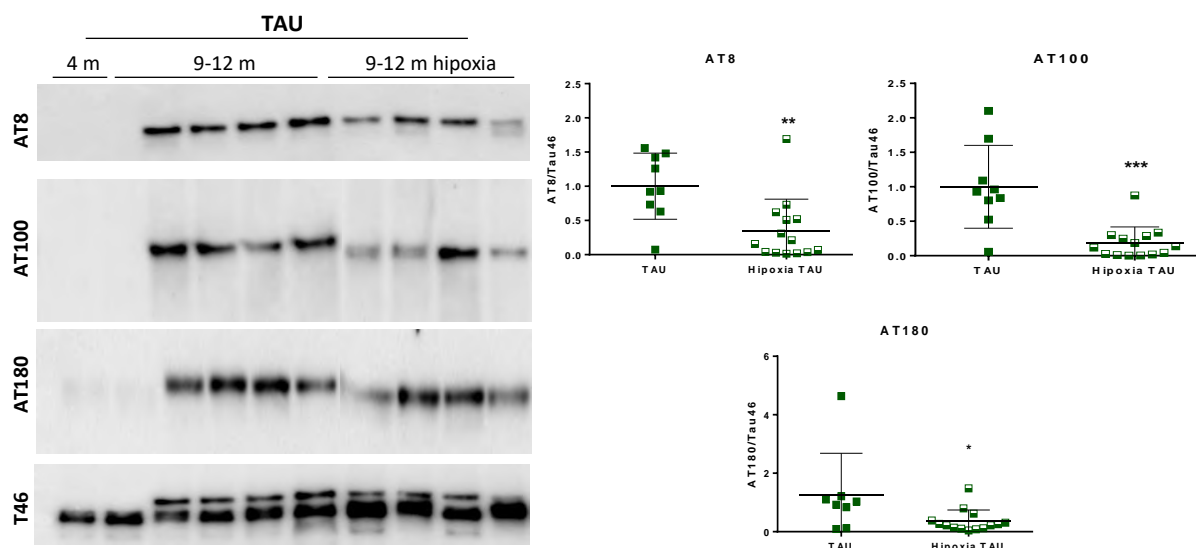 TAU
4 m 9-12 m 9-12 m hipoxia
AT8
AT100
AT180
T46
AT8
AT8/Tau46
2.5
2.0
1.5
1.0
0.5
0.0
**
TAU Hipoxia TAU
AT100
AT100/Tau46
2.5
2.0
1.5
1.0
0.5
0.0
***
TAU Hipoxia TAU
AT180
AT180/Tau46
6
4
2
0
*
TAU Hipoxia TAU